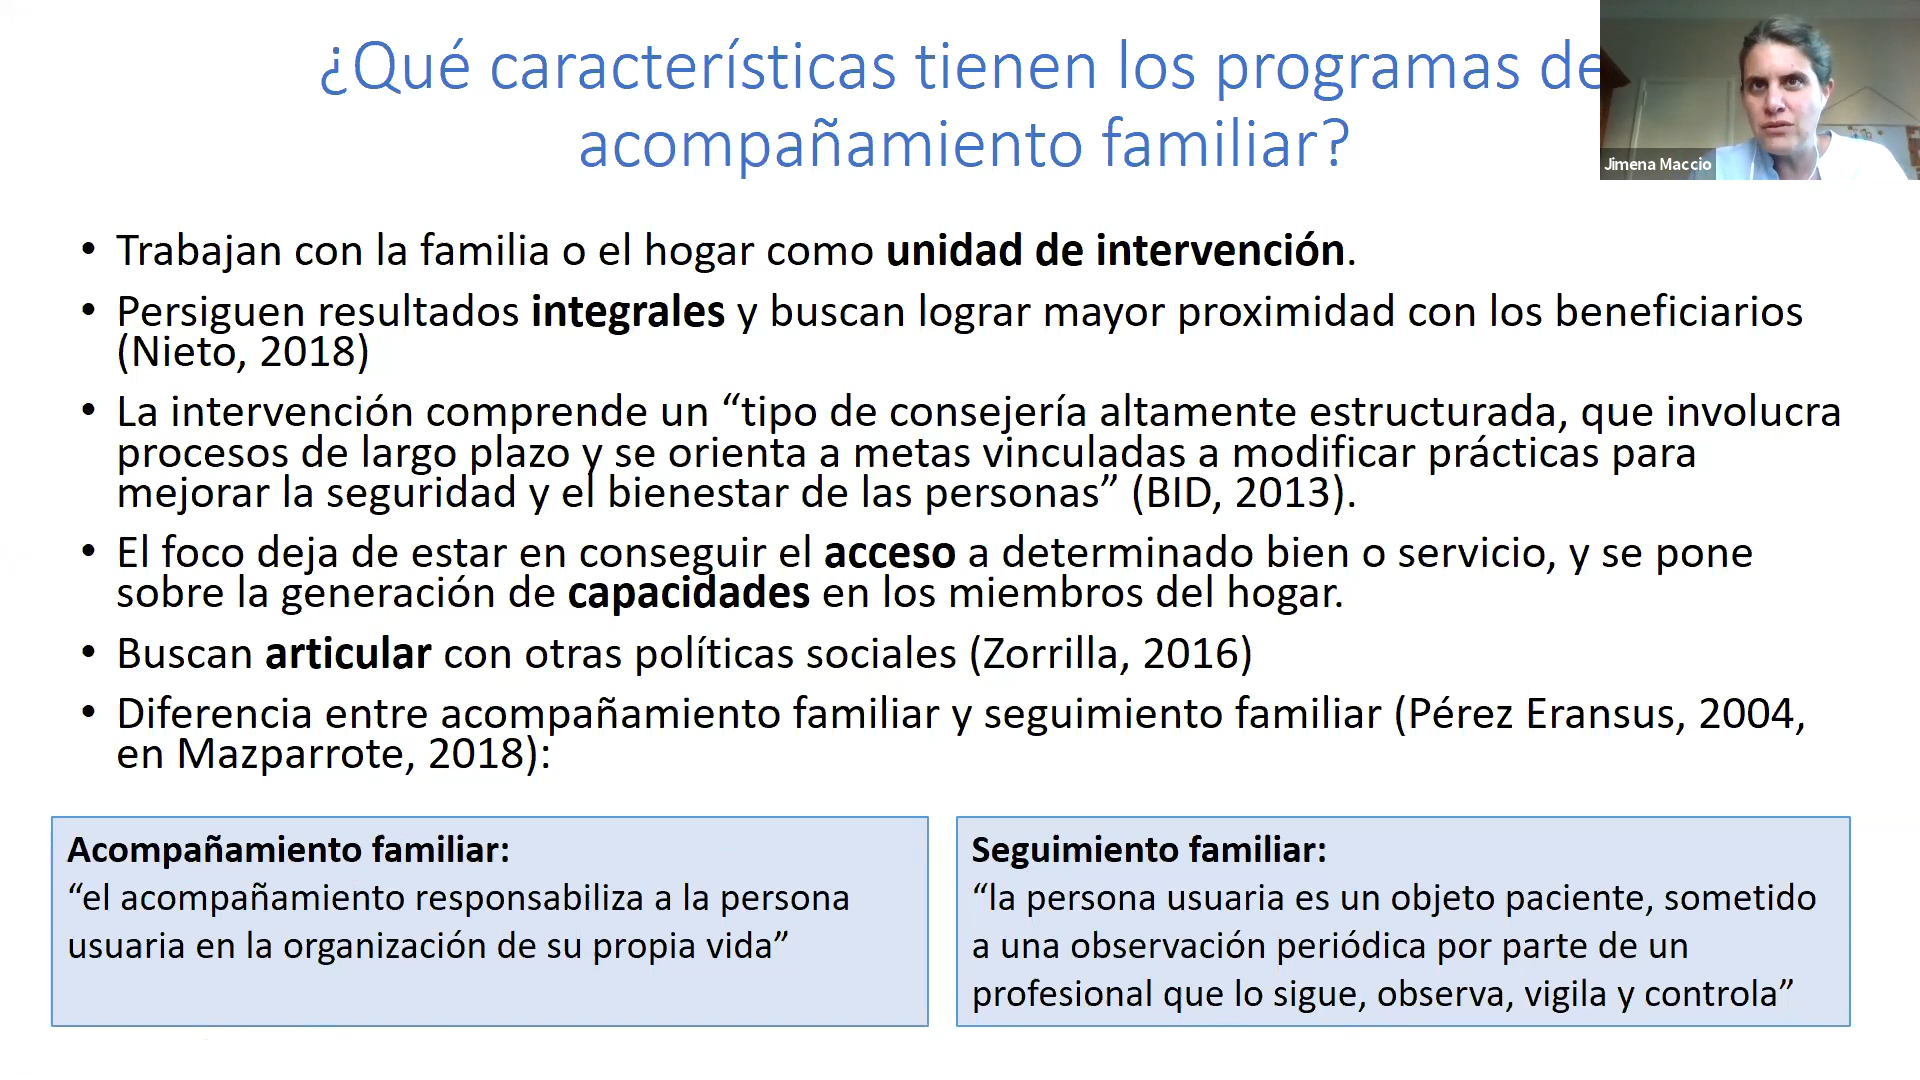 ¿Qué características tienen los programas de
acompañamiento familiar?
Jimena Maccio
• Trabajan con la familia o el hogar como unidad de intervención.
• Persiguen resultados integrales y buscan lograr mayor proximidad con los beneficiarios
(Nieto, 2018)
• La intervención comprende un “tipo de consejería altamente estructurada, que involucra
procesos de largo plazo y se orienta a metas vinculadas a modificar prácticas para
mejorar la seguridad y el bienestar de las personas” (BID, 2013).
• El foco deja de estar en conseguir el acceso a determinado bien o servicio, y se pone
sobre la generación de capacidades en los miembros del hogar.
• Buscan articular con otras políticas sociales (Zorrilla, 2016)
• Diferencia entre acompañamiento familiar y seguimiento familiar (Pérez Eransus, 2004,
en Mazparrote, 2018):
Acompañamiento familiar:
“el acompañamiento responsabiliza a la persona
usuaria en la organización de su propia vida”
Seguimiento familiar:
“la persona usuaria es un objeto paciente, sometido
a una observación periódica por parte de un
profesional que lo sigue, observa, vigila y controla”